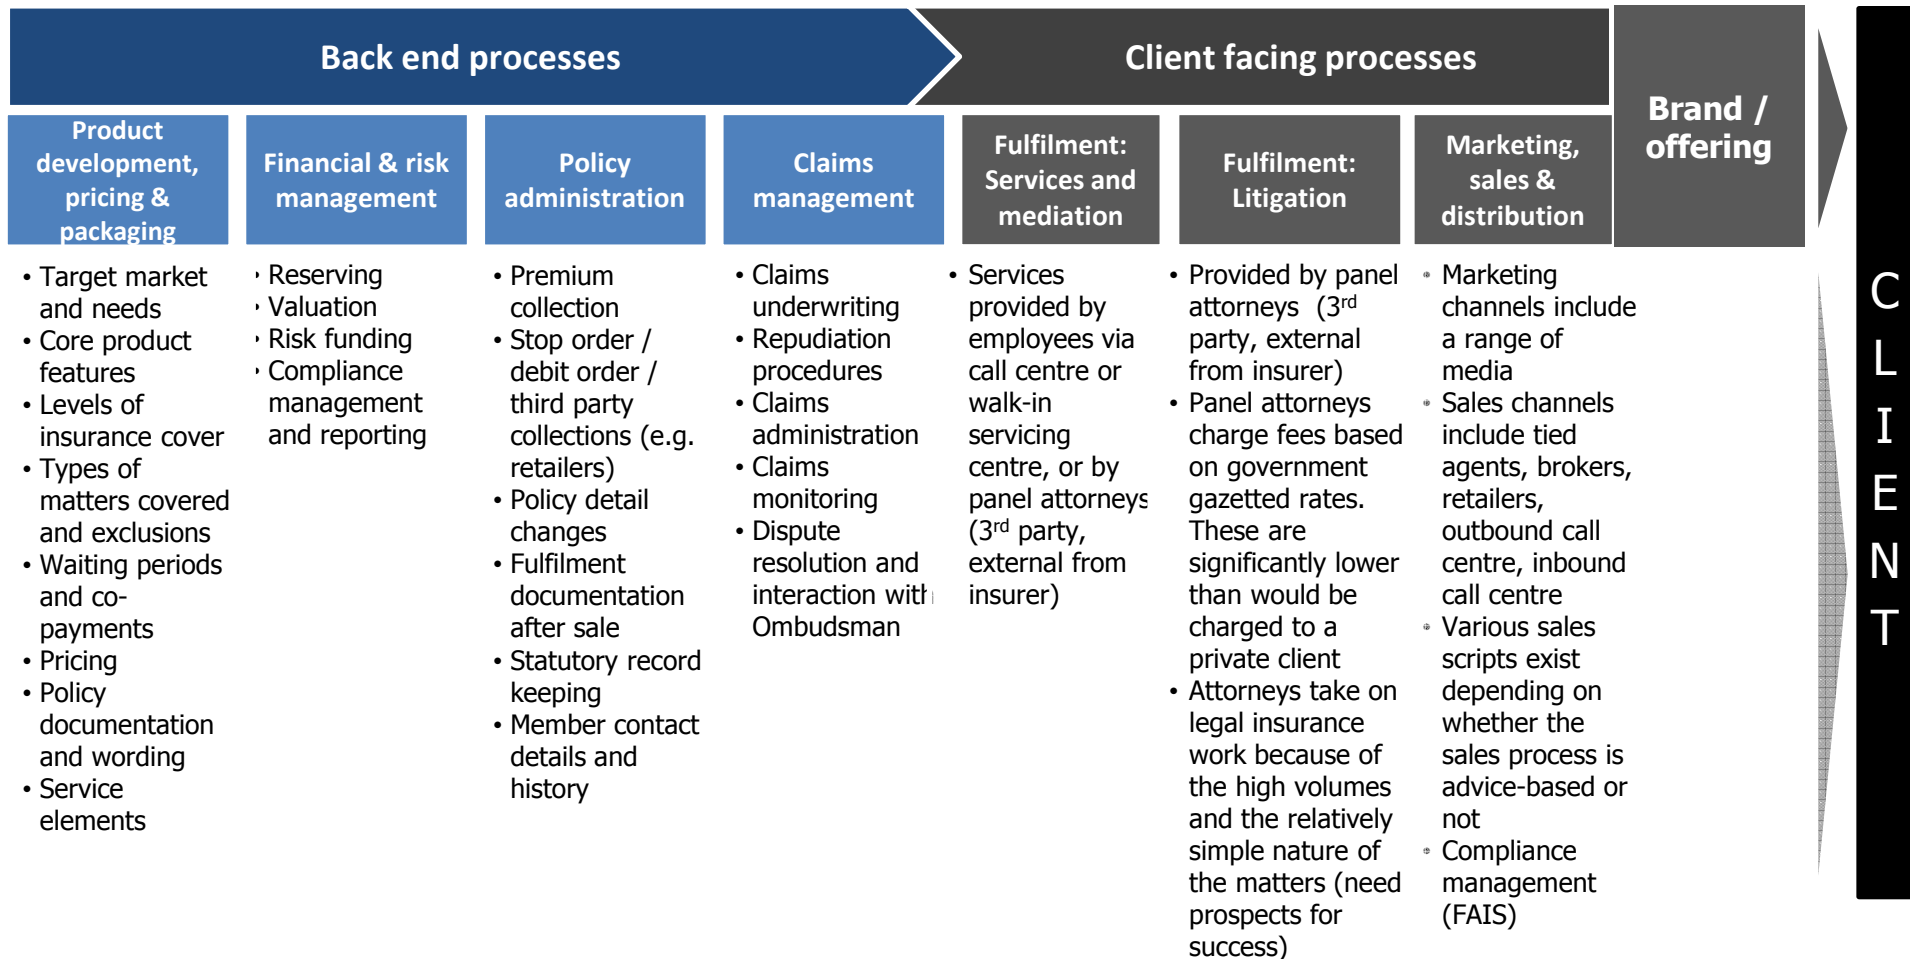 Back end processes
Client facing processes
Brand /
offering
Product
development,
pricing &
packaging
Financial & risk
management
Policy
administration
Claims
management
Fulfilment:
Services and
mediation
Fulfilment:
Litigation
Marketing,
sales &
distribution
• Target market
and needs
• Core product
features
• Levels of
insurance cover
• Types of
matters covered
and exclusions
• Waiting periods
and co-
payments
• Pricing
• Policy
documentation
and wording
• Service
elements
• Reserving
• Valuation
• Risk funding
• Compliance
management
and reporting
• Premium
collection
• Stop order /
debit order /
third party
collections (e.g.
retailers)
• Policy detail
changes
• Fulfilment
documentation
after sale
• Statutory record
keeping
• Member contact
details and
history
• Claims
underwriting
• Repudiation
procedures
• Claims
administration
• Claims
monitoring
• Dispute
resolution and
interaction with
Ombudsman
• Services
provided by
employees via
call centre or
walk-in
servicing
centre, or by
panel attorneys
(3rd party,
external from
insurer)
• Provided by panel
attorneys (3rd
party, external
from insurer)
• Panel attorneys
charge fees based
on government
gazetted rates.
These are
significantly lower
than would be
charged to a
private client
• Attorneys take on
legal insurance
work because of
the high volumes
and the relatively
simple nature of
the matters (need
prospects for
success)
• Marketing
channels include
a range of
media
• Sales channels
include tied
agents, brokers,
retailers,
outbound call
centre, inbound
call centre
• Various sales
scripts exist
depending on
whether the
sales process is
advice-based or
not
• Compliance
management
(FAIS)
C
L
I
E
N
T